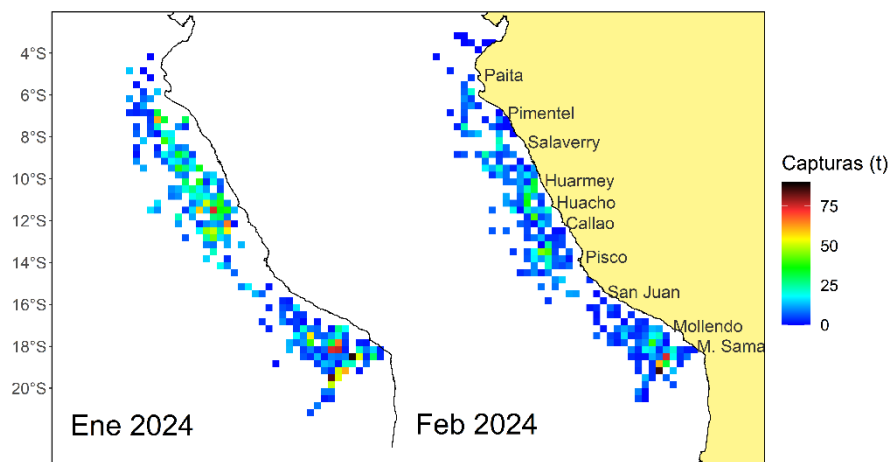 4°S
6°S
8°S
10°S
12°S
14°S
16°S
18°S
20°S
Ene 2024
Paita
Pimentel
Salaverry
Huarmey
Huacho
Callao
Pisco
San Juan
Mollendo
M. Sama
Feb 2024
Capturas (t)
75
50
25
0